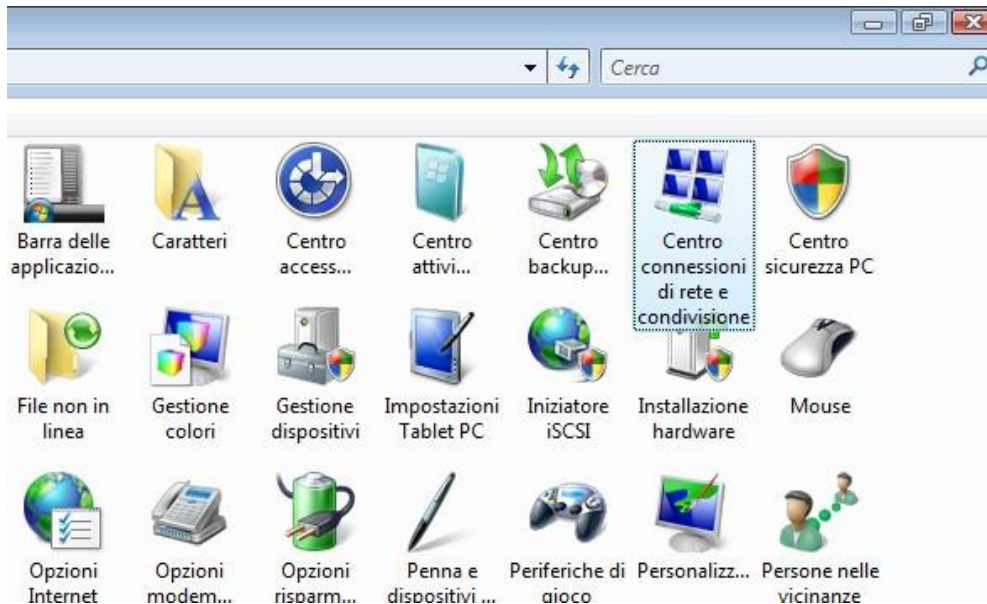 Cerca
Barra delle
applicazio...
Caratteri
Centro
access...
Centro
attivi...
Centro
backup...
Centro
connessioni
di rete e
condivisione
Centro
sicurezza PC
File non in
linea
Gestione
colori
Gestione
dispositivi
Impostazioni
Tablet PC
Iniziatore
iSCSI
Installazione
hardware
Mouse
Opzioni
Internet
Opzioni
modem...
Opzioni
risparm...
Penna e
dispositivi ...
Periferiche di
gioco
Personalizz...
Persone nelle
vicinanze